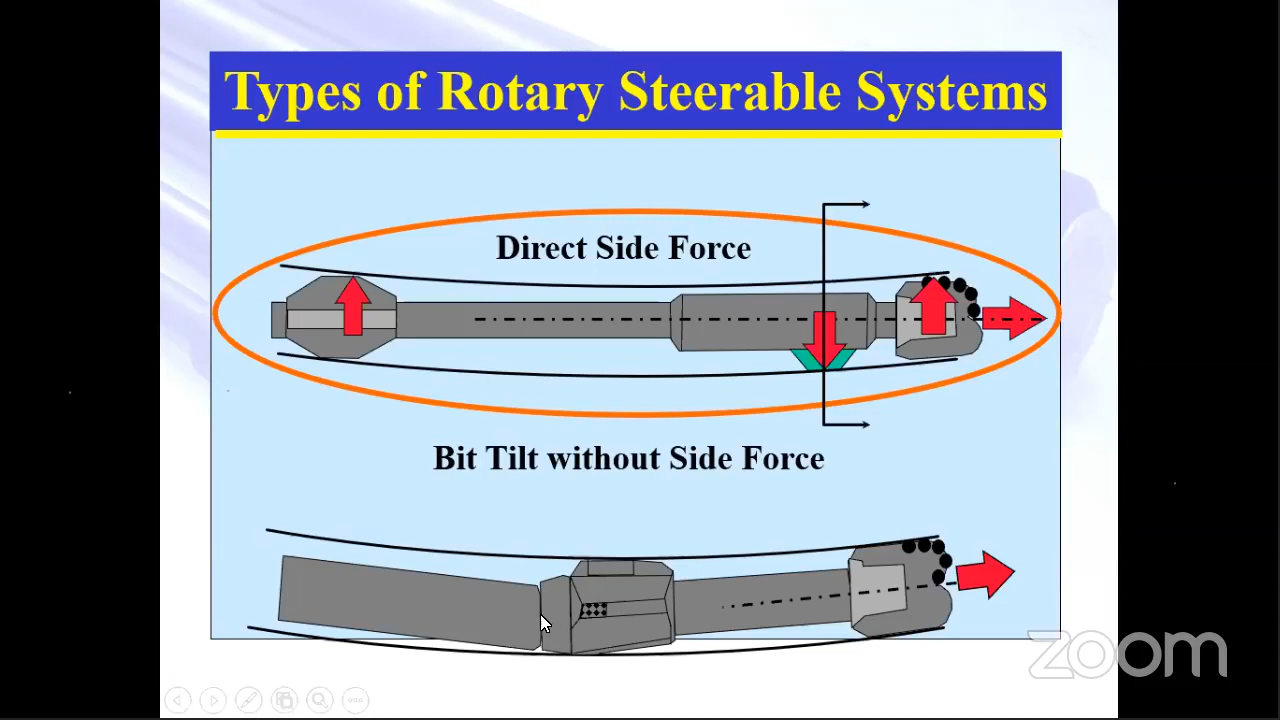 Types of Rotary Steerable Systems
Direct Side Force
Bit Tilt without Side Force
zoom